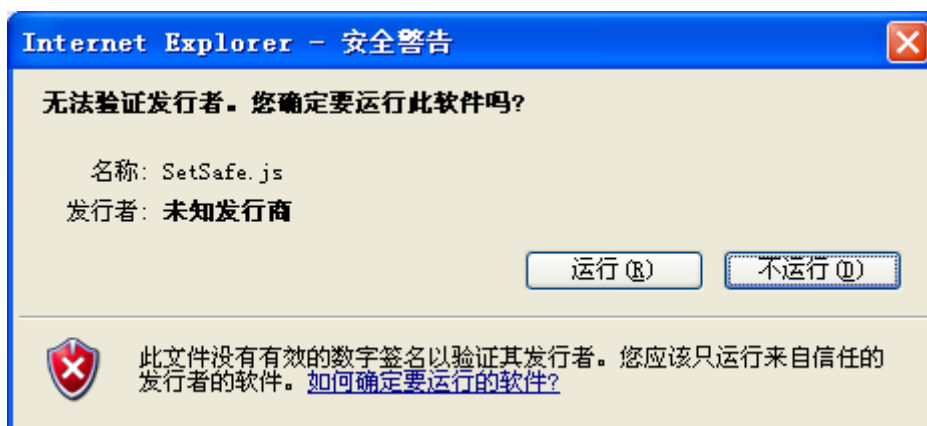 Internet Explorer - 安全警告
无法验证发行者。您确定要运行此软件吗?
名称: SetSafe.js
发行者: 未知发行商
运行(R) 不运行(D)
此文件没有有效的数字签名以验证其发行者。您应该只运行来自信任的
发行者的软件。如何确定要运行的软件?